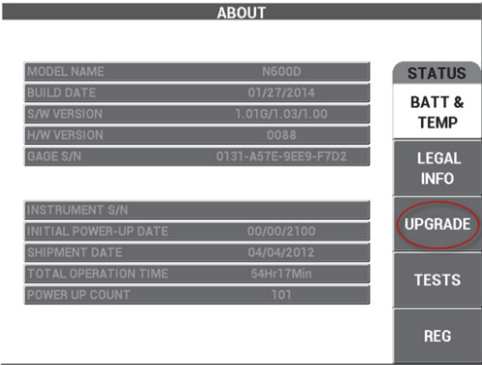 ABOUT
MODEL NAME N600D
BUILD DATE 01/27/2014
S/W VERSION 1.01G/1.03/1.00
H/W VERSION 0088
GAGE S/N 0131-A57E-9EE9-F7D2
INSTRUMENT S/N
INITIAL POWER-UP DATE 00/00/2100
SHIPMENT DATE 04/04/2012
TOTAL OPERATION TIME 54Hr17Min
POWER UP COUNT 101
STATUS
BATT &
TEMP
LEGAL
INFO
UPGRADE
TESTS
REG